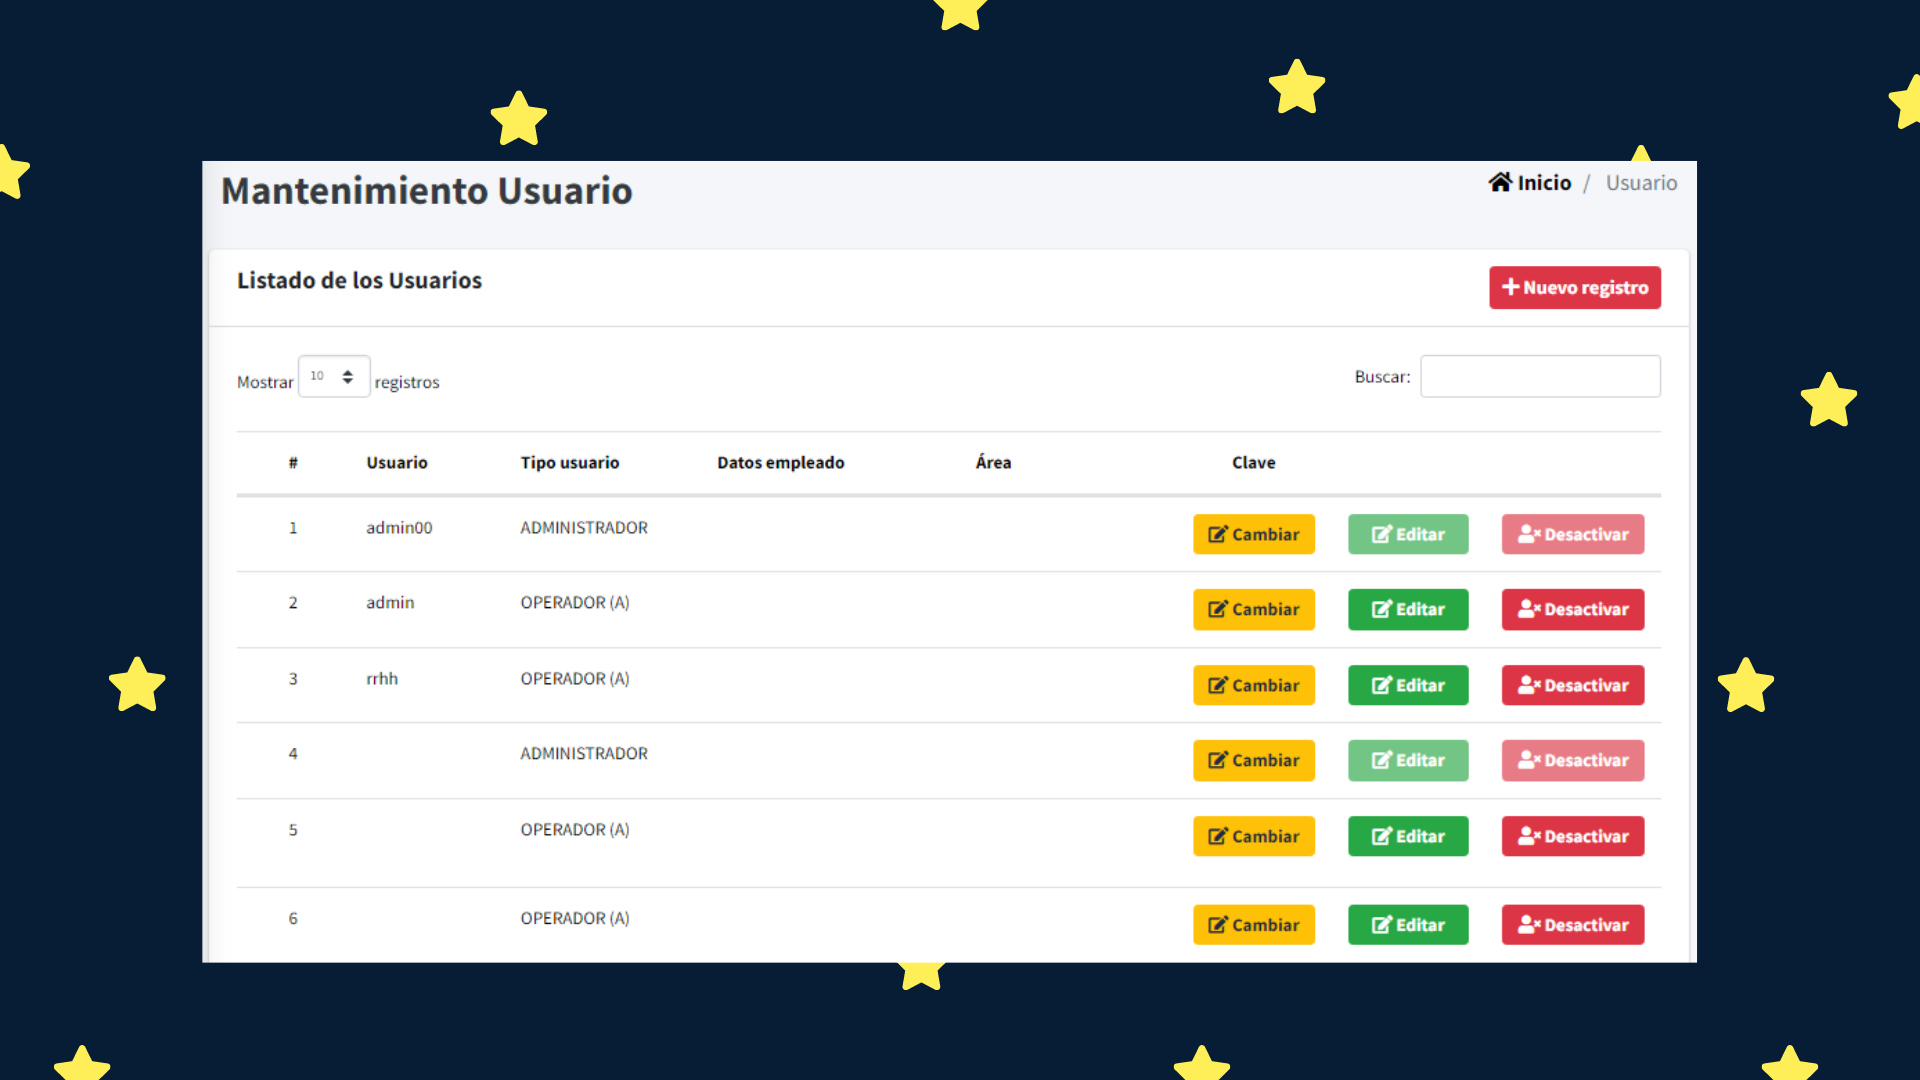 Mantenimiento Usuario
Inicio / Usuario
Listado de los Usuarios
Nuevo registro
Mostrar 10 registros
Buscar:
# Usuario Tipo usuario Datos empleado Área Clave
1 admin00 ADMINISTRADOR Cambiar Editar Desactivar
2 admin OPERADOR (A) Cambiar Editar Desactivar
3 rrhh OPERADOR (A) Cambiar Editar Desactivar
4 ADMINISTRADOR Cambiar Editar Desactivar
5 OPERADOR (A) Cambiar Editar Desactivar
6 OPERADOR (A) Cambiar Editar Desactivar